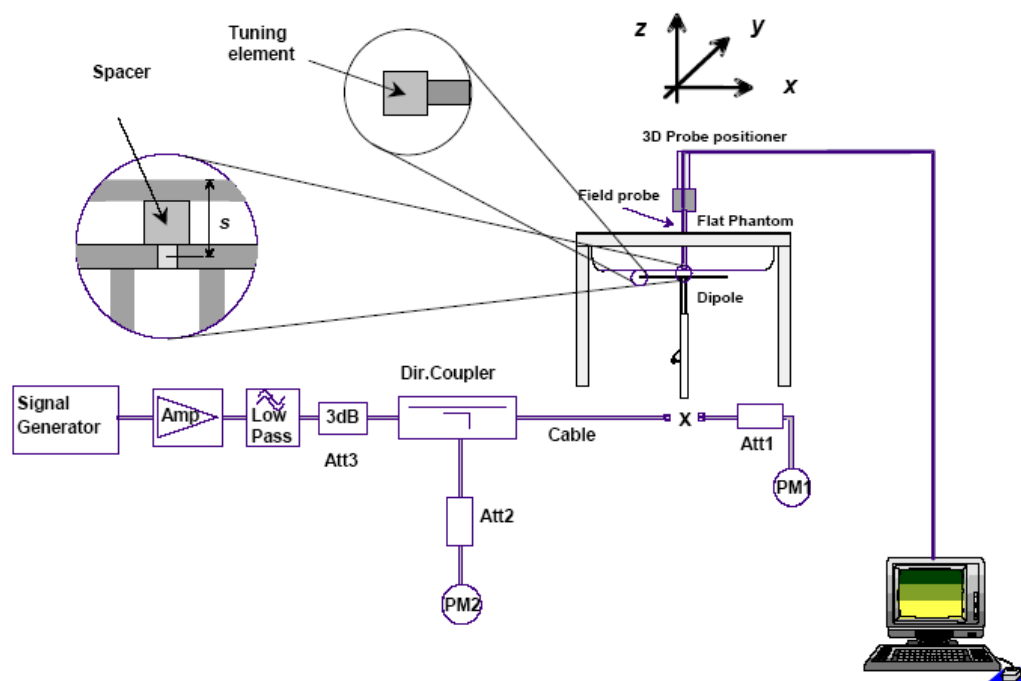 Tuning
element
Spacer
s
z
y
x
3D Probe positioner
Field probe
Flat Phantom
Dipole
Signal
Generator
Amp
Low
Pass
3dB
Att3
Dir.Coupler
Cable
X
Att1
PM1
Att2
PM2